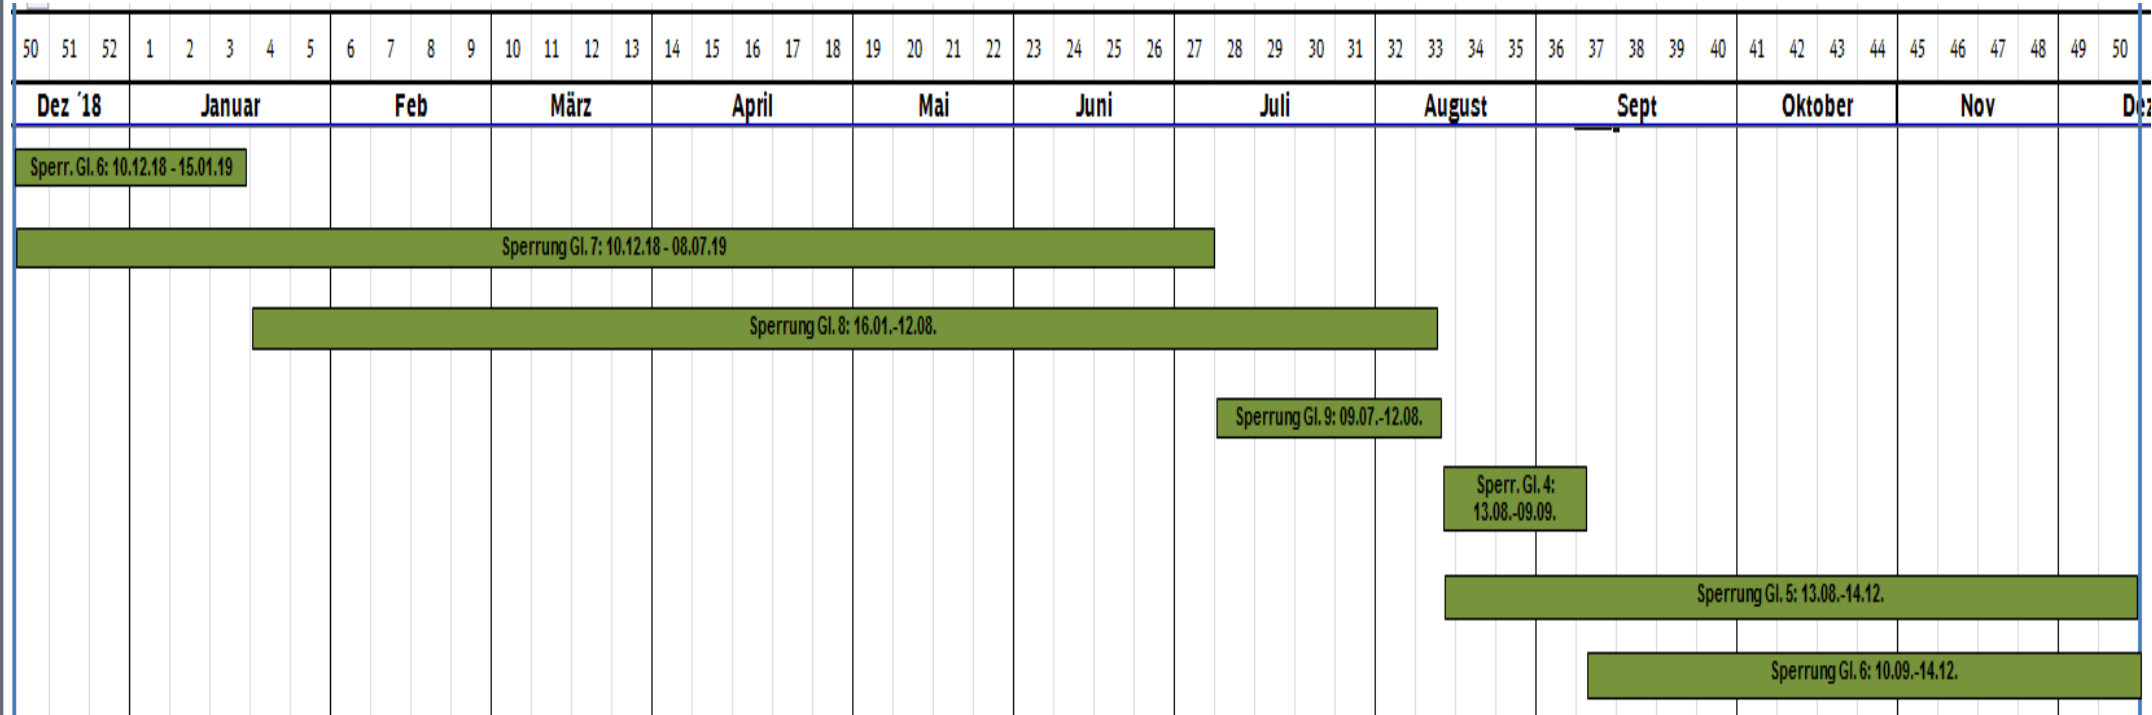 50 51 52 1 2 3 4 5 6 7 8 9 10 11 12 13 14 15 16 17 18 19 20 21 22 23 24 25 26 27 28 29 30 31 32 33 34 35 36 37 38 39 40 41 42 43 44 45 46 47 48 49 50
Dez ´18 Januar Feb März April Mai Juni Juli August Sept Oktober Nov Dez
Sperr. Gl. 6: 10.12.18 - 15.01.19
Sperrung Gl. 7: 10.12.18 - 08.07.19
Sperrung Gl. 8: 16.01.-12.08.
Sperrung Gl. 9: 09.07.-12.08.
Sperr. Gl. 4:
13.08.-09.09.
Sperrung Gl. 5: 13.08.-14.12.
Sperrung Gl. 6: 10.09.-14.12.